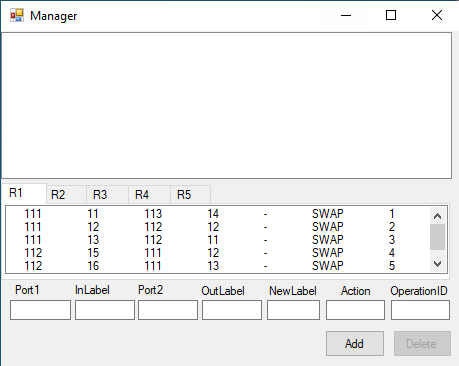 Manager
R1 R2 R3 R4 R5
111 11 113 14 - SWAP 1
111 12 112 12 - SWAP 2
111 13 112 11 - SWAP 3
112 15 111 12 - SWAP 4
112 16 111 13 - SWAP 5
Port1 InLabel Port2 OutLabel NewLabel Action OperationID
Add Delete